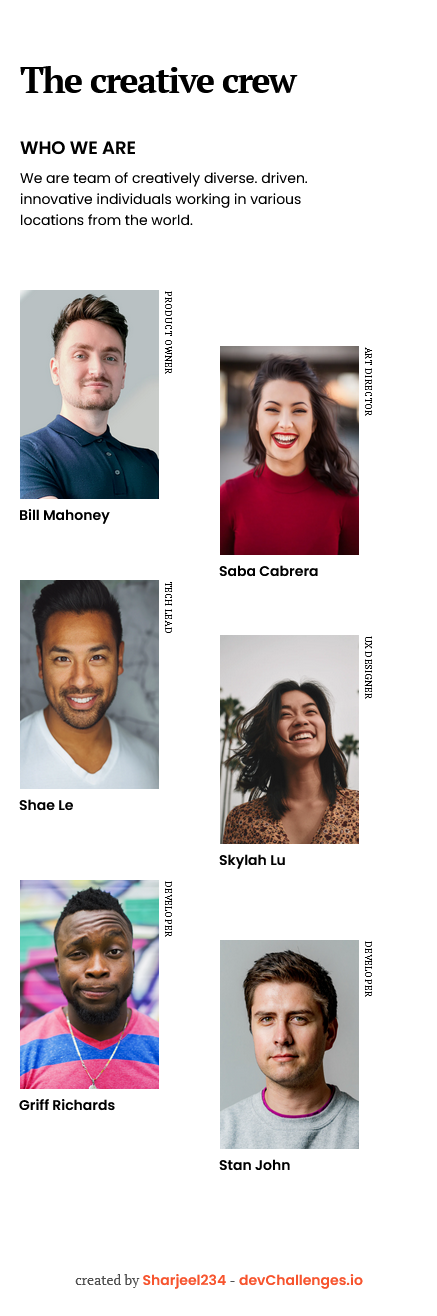 The creative crew
WHO WE ARE
We are team of creatively diverse. driven.
innovative individuals working in various
locations from the world.
PRODUCT OWNER
Bill Mahoney
ART DIRECTOR
Saba Cabrera
TECH LEAD
Shae Le
UX DESIGNER
Skylah Lu
DEVELOPER
Griff Richards
DEVELOPER
Stan John
created by Sharjeel234 - devChallenges.io